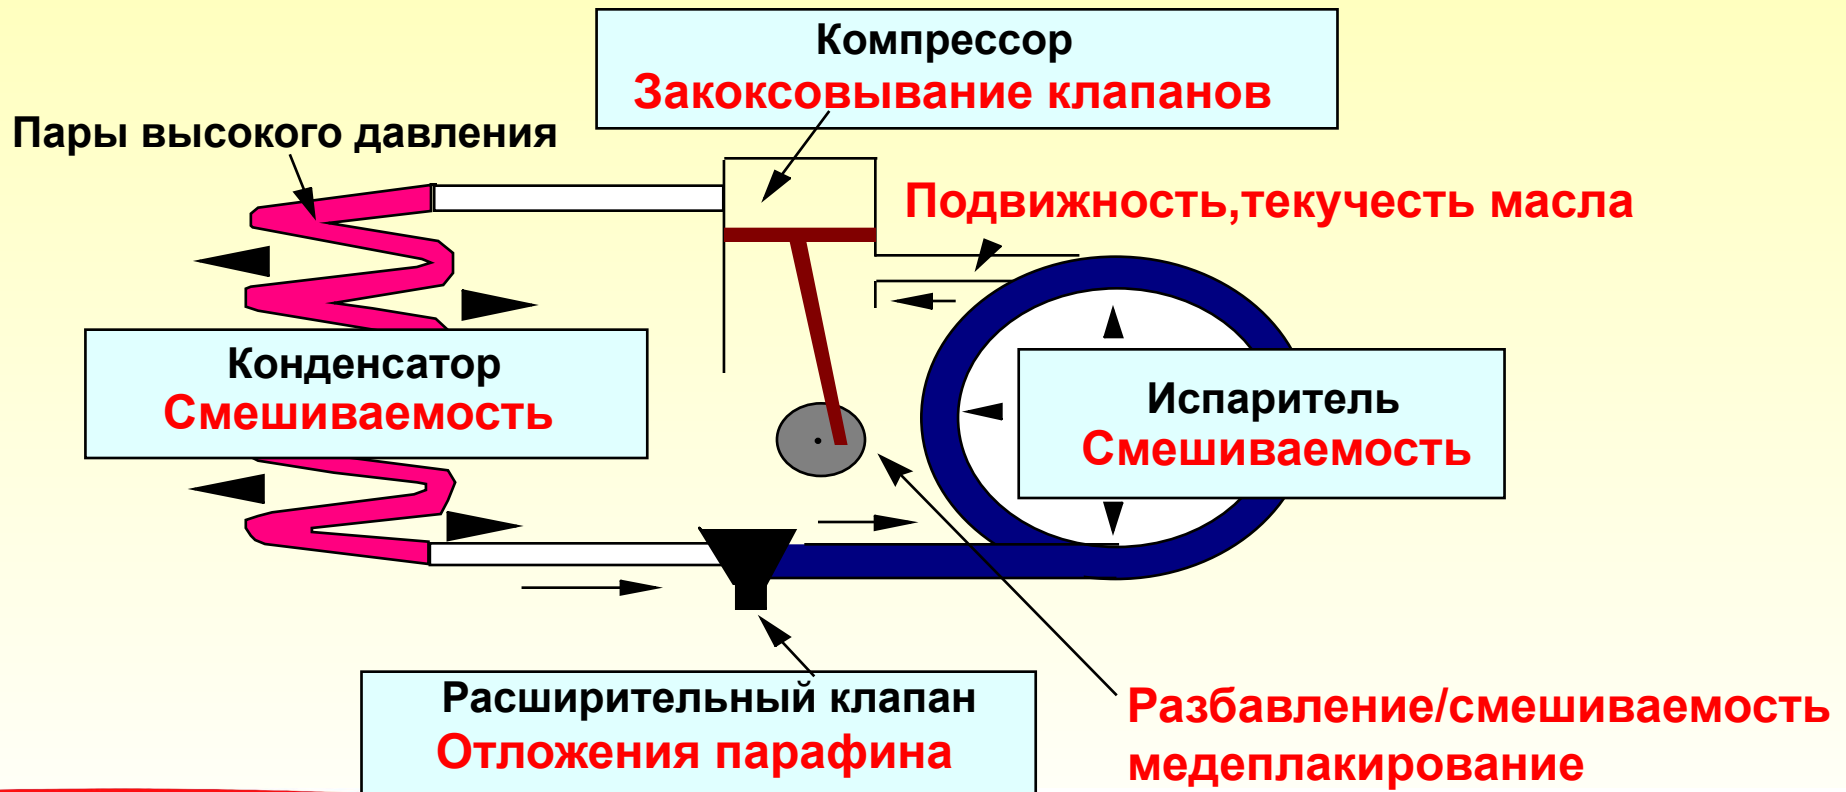 Компрессор
Закоксовывание клапанов
Пары высокого давления
Подвижность,текучесть масла
Конденсатор
Смешиваемость
Испаритель
Смешиваемость
Расширительный клапан
Отложения парафина
Разбавление/смешиваемость
медеплакирование